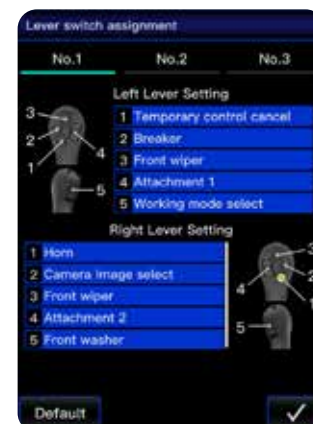 Lever switch assignment
No.1 No.2 No.3
Left Lever Setting
3
2
1
4
5
1 Temporary control cancel
2 Breaker
3 Front wiper
4 Attachment 1
5 Working mode select
Right Lever Setting
1 Horn
2 Camera image select
3 Front wiper
4 Attachment 2
5 Front washer
3
2
1
4
5
Default